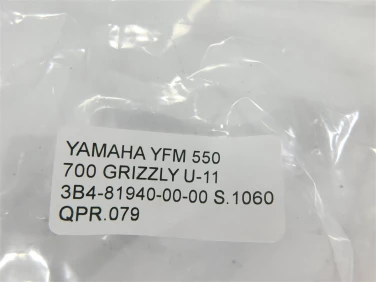 YAMAHA YFM 550
700 GRIZZLY U-11
3B4-81940-00-00 S.1060
QPR.079